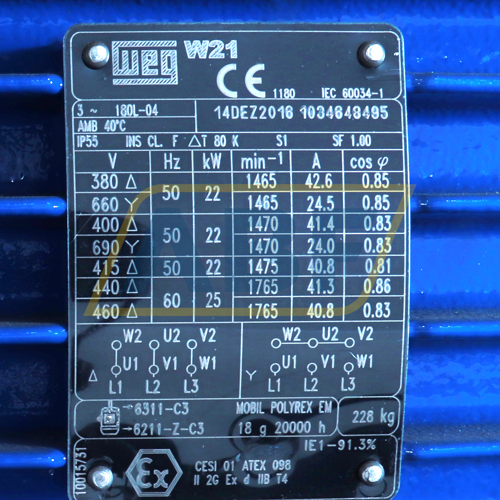 WEG W21
CE 1180 IEC 60034-1
3 ~ 180L-04 14DEZ2016 1034648495
AMB 40°C
IP55 INS CL. F ΔT 80 K S1 SF 1.00
V Hz kW min⁻¹ A cos φ
380 Δ 50 22 1465 42.6 0.85
660 Y 1465 24.5 0.85
400 Δ 50 22 1470 41.4 0.83
690 Y 1470 24.0 0.83
415 Δ 50 22 1475 40.8 0.81
440 Δ 60 25 1765 41.3 0.86
460 Δ 1765 40.8 0.83
W2 U2 V2 W2 U2 V2
Δ U1 V1 W1 Y U1 V1 W1
L1 L2 L3 L1 L2 L3
6311-C3 MOBIL POLYREX EM 228 kg
6211-Z-C3 18 g 20000 h
IE1-91.3%
10015731
Ex CESI 01 ATEX 098
II 2G Ex d IIB T4